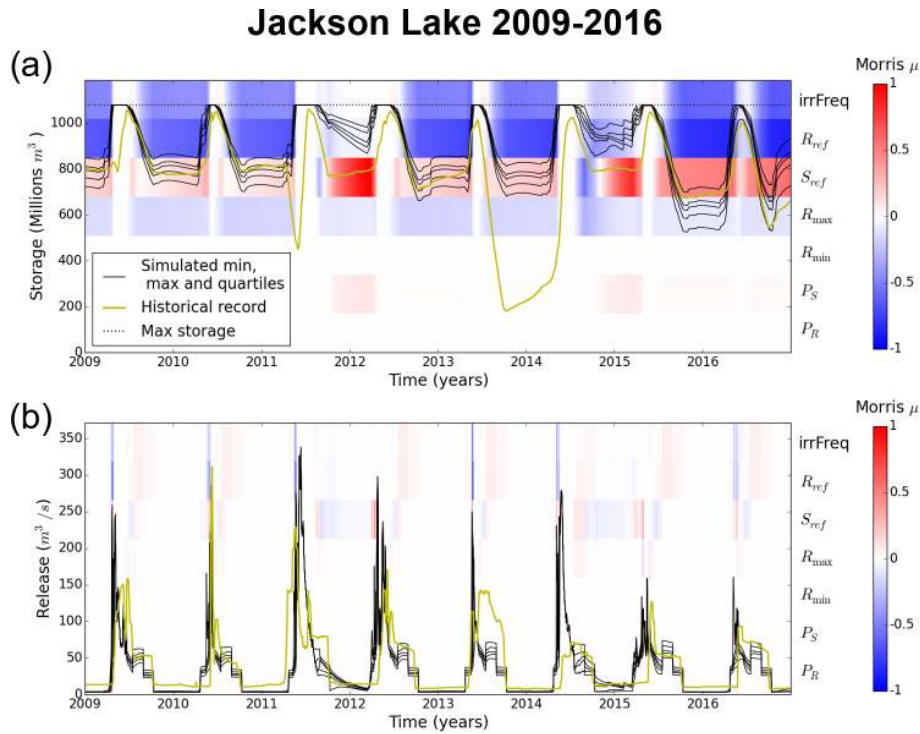 Jackson Lake 2009-2016
(a)
Morris μ
Storage (Millions m³)
1000
800
600
400
200
0
irrFreq
R_ref
S_ref
R_max
R_min
P_S
P_R
1
0.5
0
-0.5
-1
Simulated min,
max and quartiles
Historical record
Max storage
2009 2010 2011 2012 2013 2014 2015 2016
Time (years)
(b)
Morris μ
Release (m³/s)
350
300
250
200
150
100
50
0
irrFreq
R_ref
S_ref
R_max
R_min
P_S
P_R
1
0.5
0
-0.5
-1
2009 2010 2011 2012 2013 2014 2015 2016
Time (years)